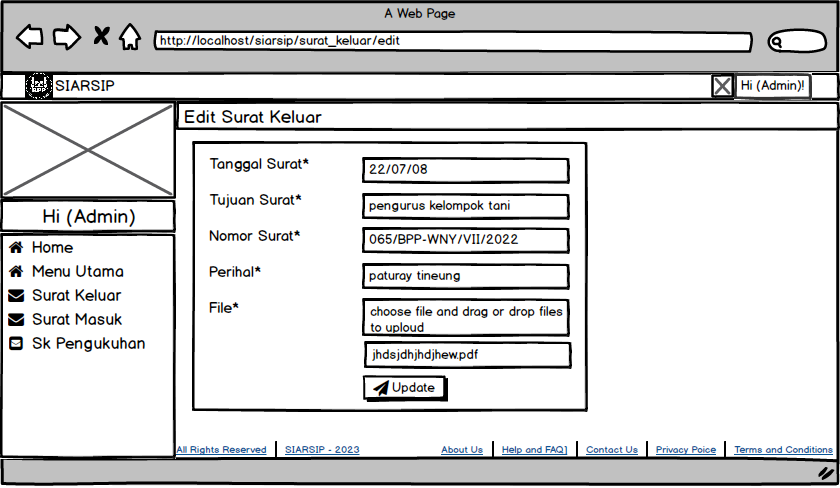 A Web Page
http://localhost/siarsip/surat_keluar/edit
SIARSIP
Hi (Admin)!
Edit Surat Keluar
Hi (Admin)
Home
Menu Utama
Surat Keluar
Surat Masuk
Sk Pengukuhan
Tanggal Surat*
22/07/08
Tujuan Surat*
pengurus kelompok tani
Nomor Surat*
065/BPP-WNY/VII/2022
Perihal*
paturay tineung
File*
choose file and drag or drop files
to uploud
jhdsjdhjhdjhew.pdf
Update
All Rights Reserved
SIARSIP - 2023
About Us
Help and FAQ]
Contact Us
Privacy Poice
Terms and Conditions